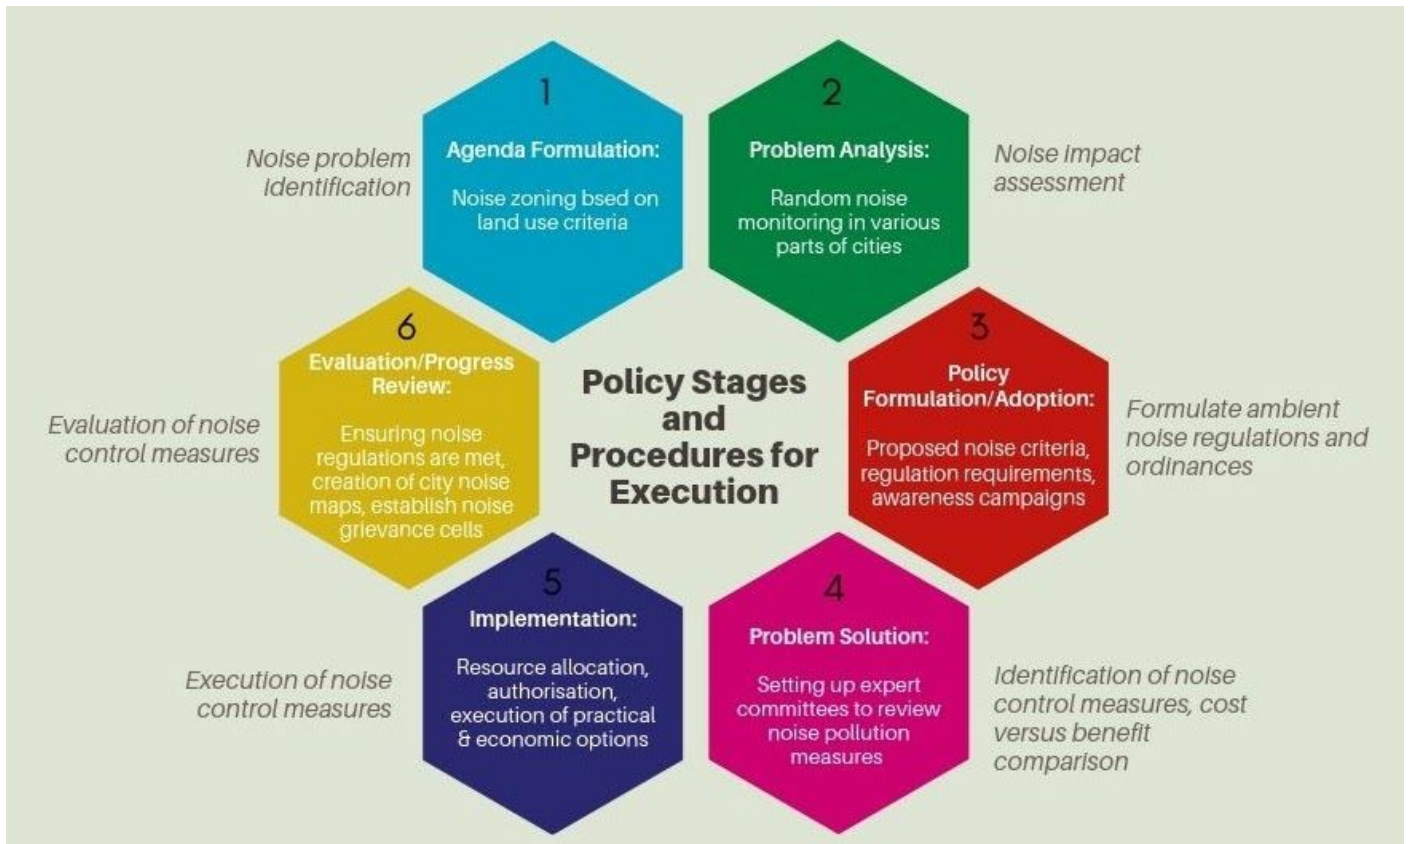 1
Agenda Formulation:
Noise zoning bsed on
land use criteria
Noise problem
identification
2
Problem Analysis:
Random noise
monitoring in various
parts of cities
Noise impact
assessment
3
Policy
Formulation/Adoption:
Proposed noise criteria,
regulation requirements,
awareness campaigns
Formulate ambient
noise regulations and
ordinances
4
Problem Solution:
Setting up expert
committees to review
noise pollution
measures
Identification of noise
control measures, cost
versus benefit
comparison
5
Implementation:
Resource allocation,
authorisation,
execution of practical
& economic options
Execution of noise
control measures
6
Evaluation/Progress
Review:
Ensuring noise
regulations are met,
creation of city noise
maps, establish noise
grievance cells
Evaluation of noise
control measures
Policy Stages
and
Procedures for
Execution